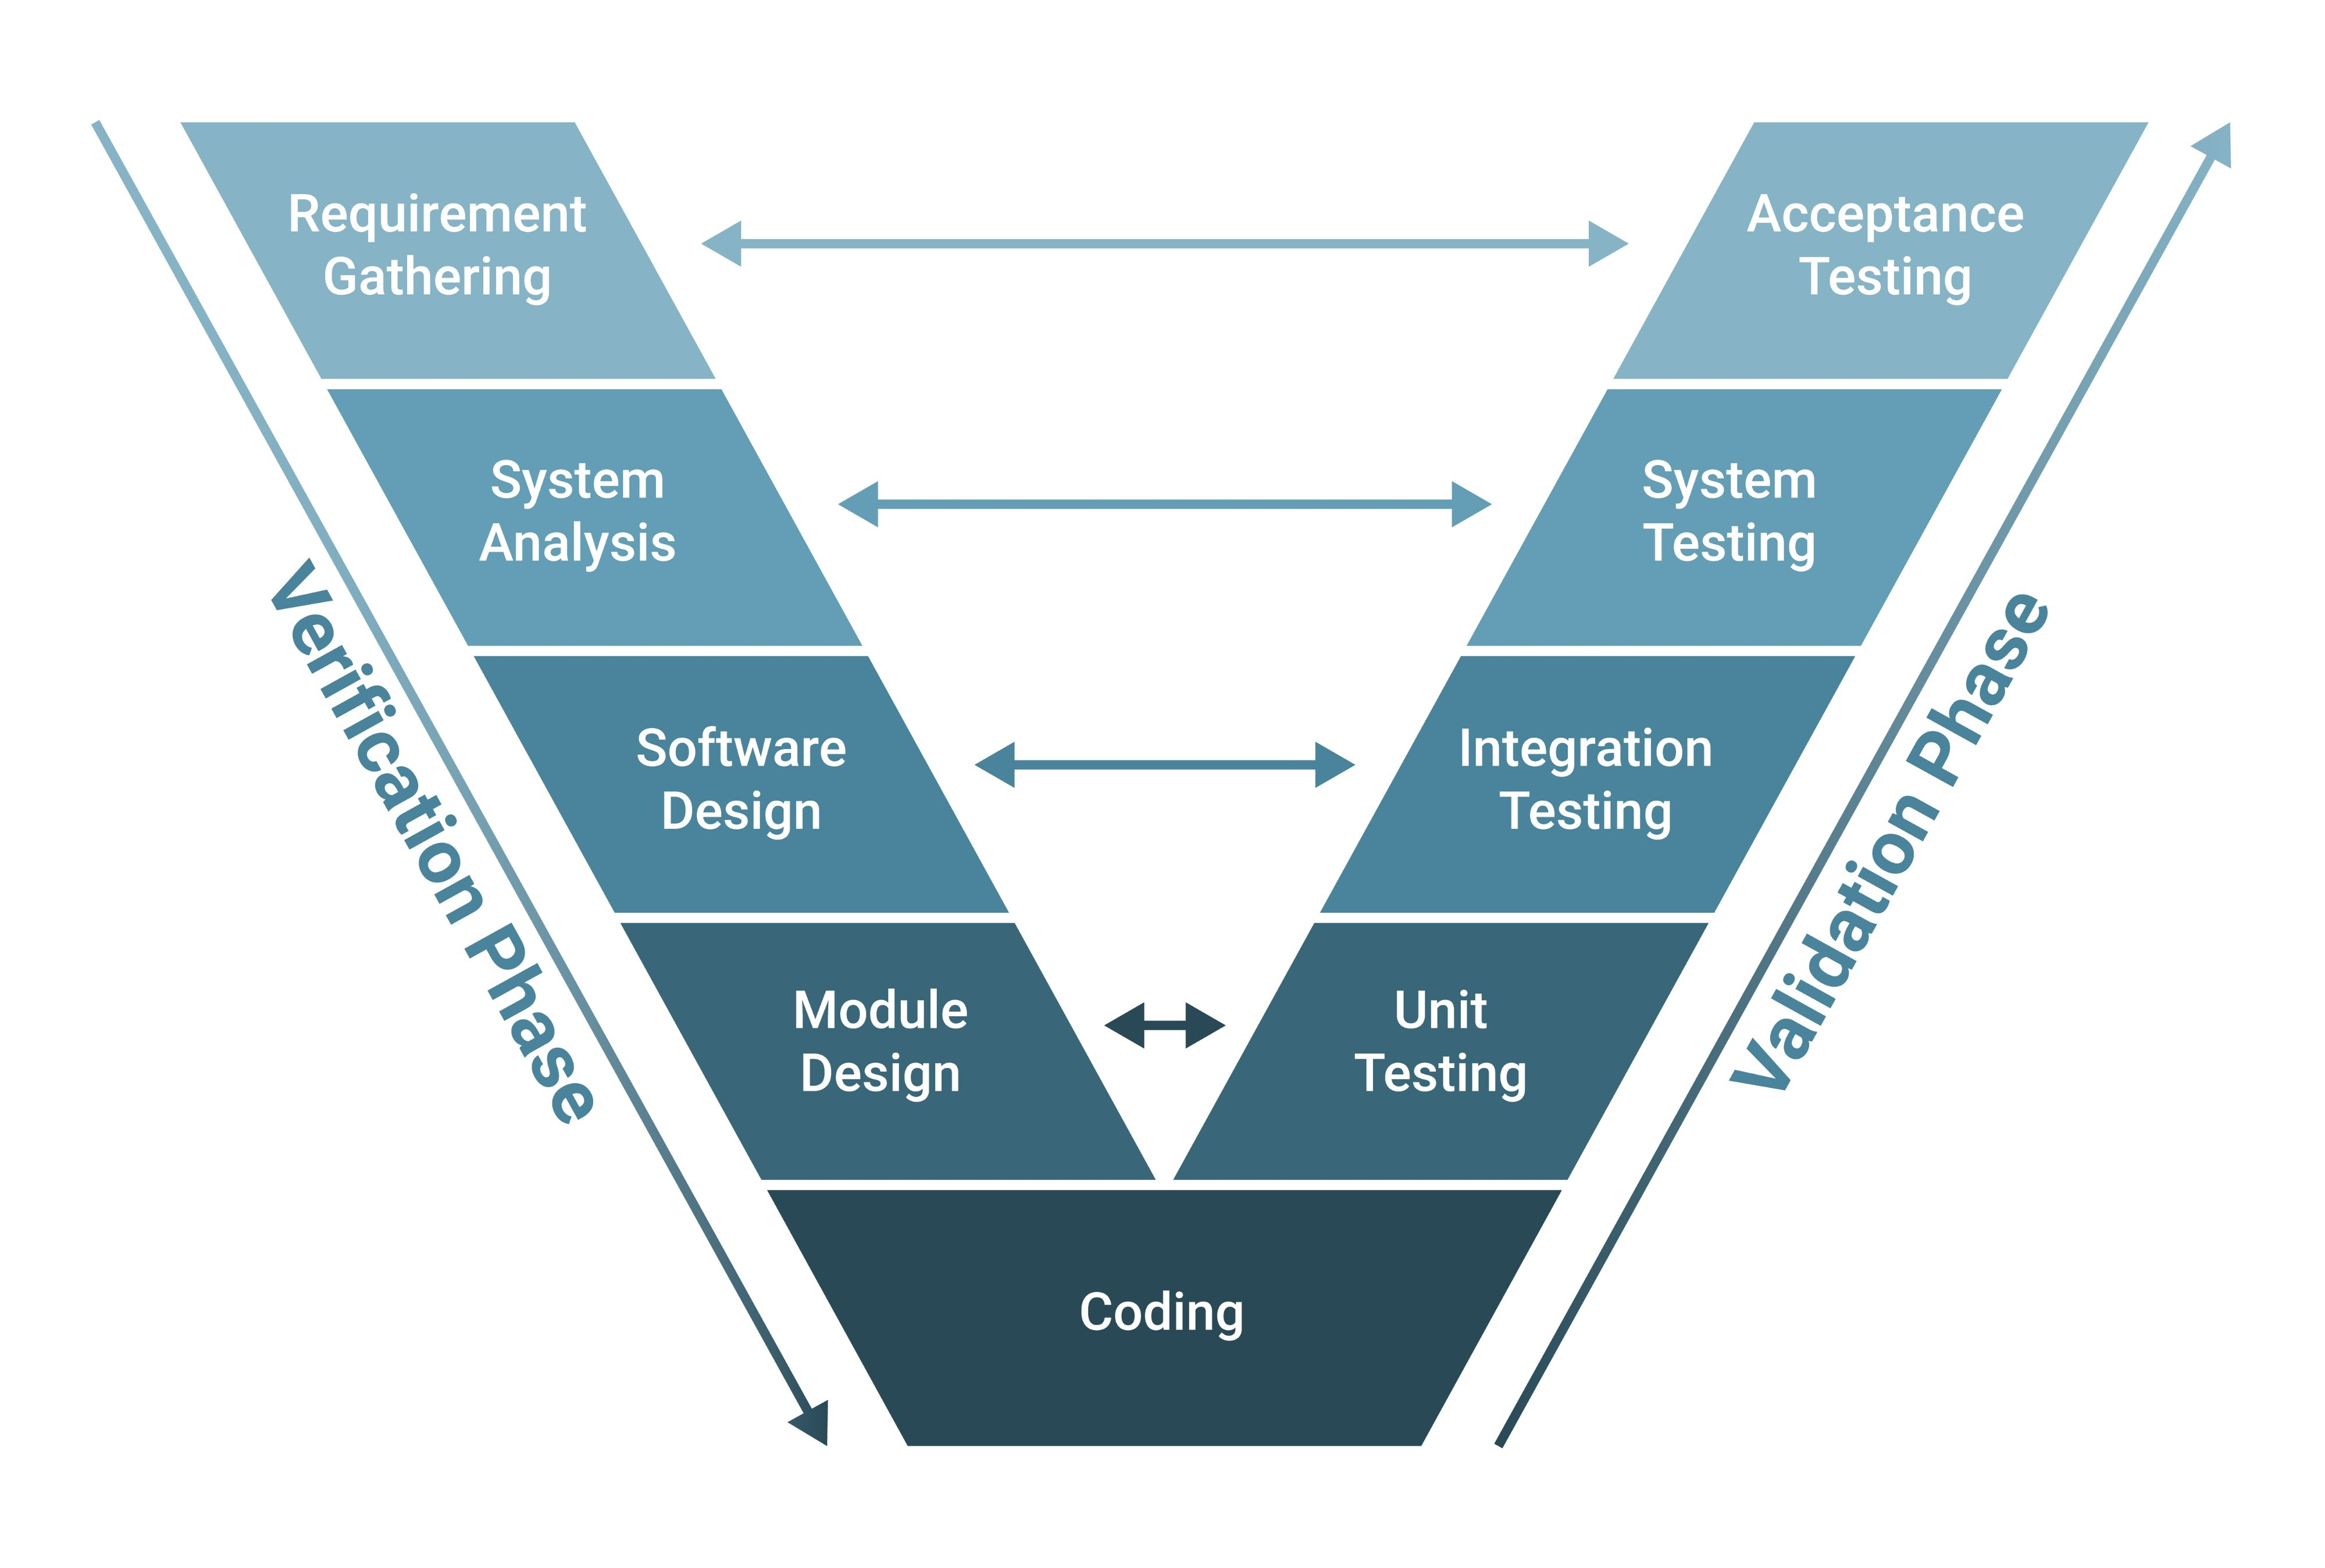 Requirement
Gathering
Acceptance
Testing
System
Analysis
System
Testing
Software
Design
Integration
Testing
Module
Design
Unit
Testing
Coding
Verification Phase
Validation Phase